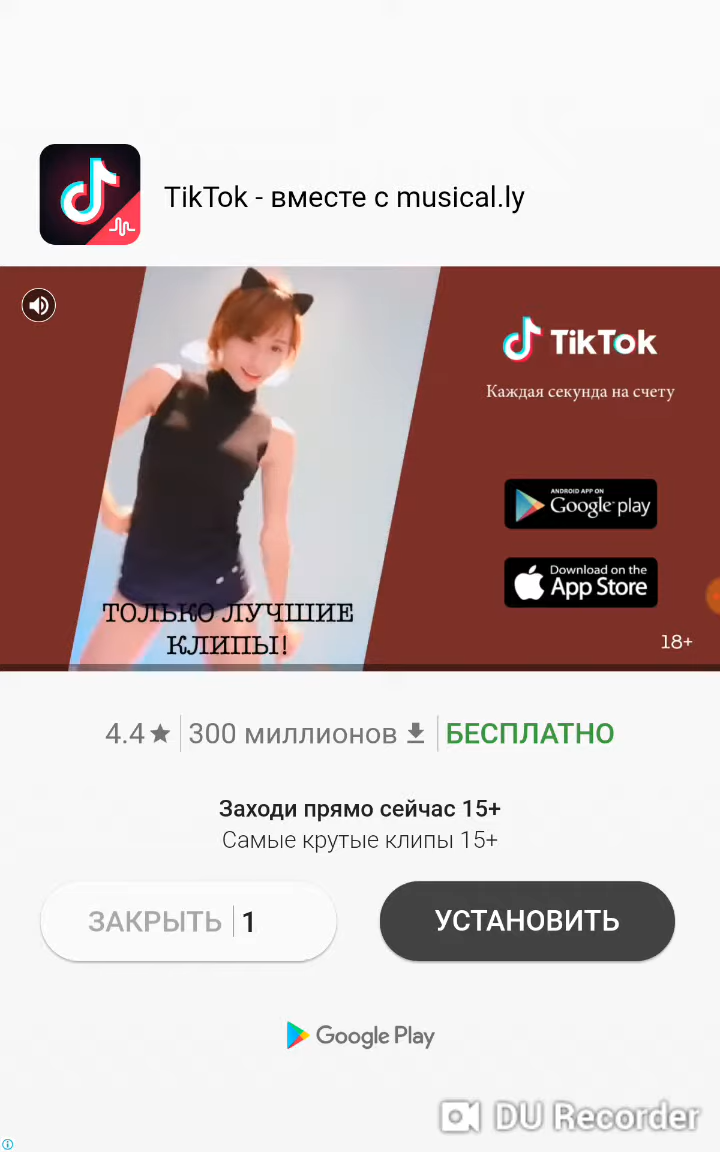 TikTok - вместе с musical.ly
TikTok
Каждая секунда на счету
ANDROID APP ON
Google play
Download on the
App Store
ТОЛЬКО ЛУЧШИЕ
КЛИПЫ!
18+
4.4★ 300 миллионов БЕСПЛАТНО
Заходи прямо сейчас 15+
Самые крутые клипы 15+
ЗАКРЫТЬ 1
УСТАНОВИТЬ
Google Play
DU Recorder